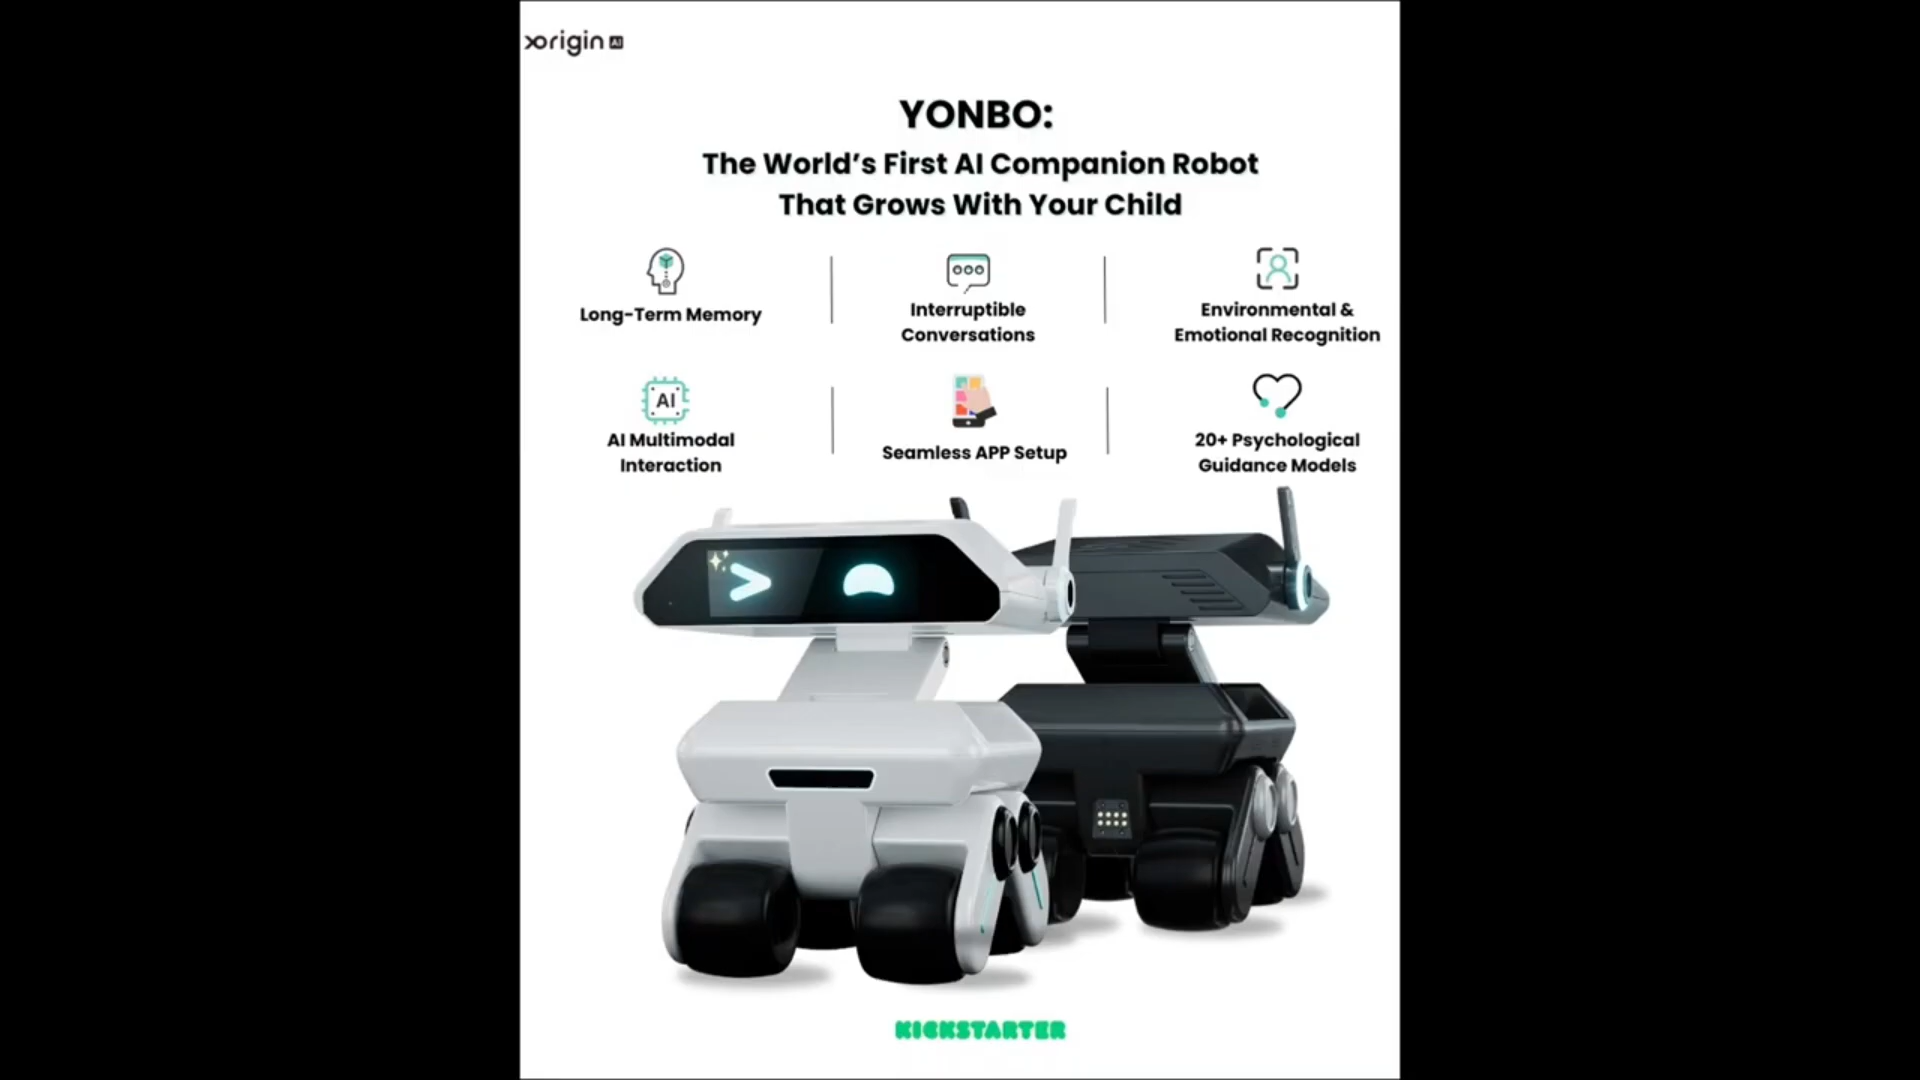 xorigin AI
YONBO:
The World's First AI Companion Robot
That Grows With Your Child
Long-Term Memory
Interruptible
Conversations
Environmental &
Emotional Recognition
AI
AI Multimodal
Interaction
Seamless APP Setup
20+ Psychological
Guidance Models
KICKSTARTER